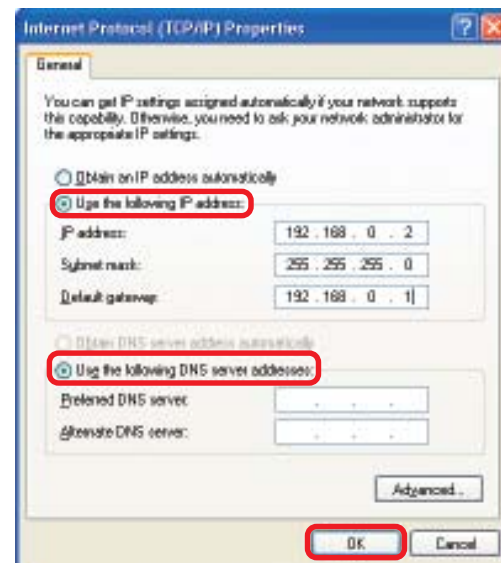 Internet Protocol (TCP/IP) Properties
General
You can get IP settings assigned automatically if your network supports
this capability. Otherwise, you need to ask your network administrator for
the appropriate IP settings.
Obtain an IP address automatically
Use the following IP address:
IP address: 192 . 168 . 0 . 2
Subnet mask: 255 . 255 . 255 . 0
Default gateway: 192 . 168 . 0 . 1
Obtain DNS server address automatically
Use the following DNS server addresses:
Preferred DNS server: . . .
Alternate DNS server: . . .
Advanced...
OK Cancel